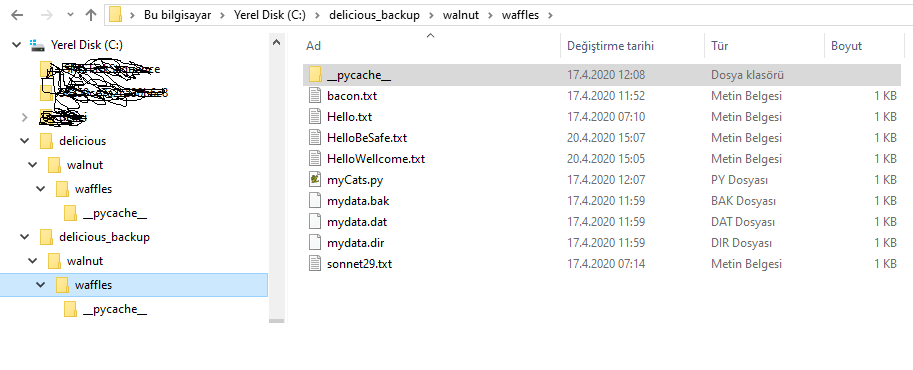 Bu bilgisayar > Yerel Disk (C:) > delicious_backup > walnut > waffles >
Yerel Disk (C:)
delicious
walnut
waffles
__pycache__
delicious_backup
walnut
waffles
__pycache__
Ad Değiştirme tarihi Tür Boyut
__pycache__ 17.4.2020 12:08 Dosya klasörü
bacon.txt 17.4.2020 11:52 Metin Belgesi 1 KB
Hello.txt 17.4.2020 07:10 Metin Belgesi 1 KB
HelloBeSafe.txt 20.4.2020 15:07 Metin Belgesi 1 KB
HelloWellcome.txt 20.4.2020 15:05 Metin Belgesi 1 KB
myCats.py 17.4.2020 12:07 PY Dosyası 1 KB
mydata.bak 17.4.2020 11:59 BAK Dosyası 1 KB
mydata.dat 17.4.2020 11:59 DAT Dosyası 1 KB
mydata.dir 17.4.2020 11:59 DIR Dosyası 1 KB
sonnet29.txt 17.4.2020 07:14 Metin Belgesi 1 KB